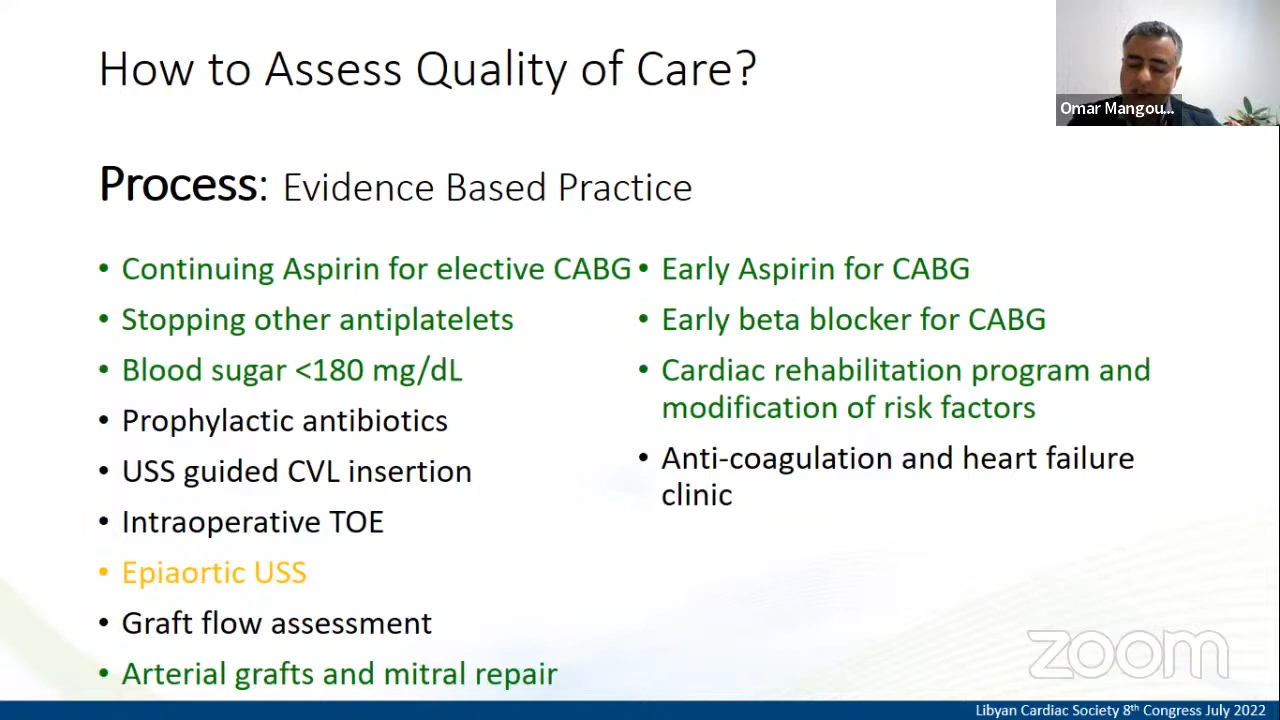 How to Assess Quality of Care?
Omar Mangou...
Process: Evidence Based Practice
• Continuing Aspirin for elective CABG
• Stopping other antiplatelets
• Blood sugar <180 mg/dL
• Prophylactic antibiotics
• USS guided CVL insertion
• Intraoperative TOE
• Epiaortic USS
• Graft flow assessment
• Arterial grafts and mitral repair
• Early Aspirin for CABG
• Early beta blocker for CABG
• Cardiac rehabilitation program and
modification of risk factors
• Anti-coagulation and heart failure
clinic
zoom
Libyan Cardiac Society 8th Congress July 2022